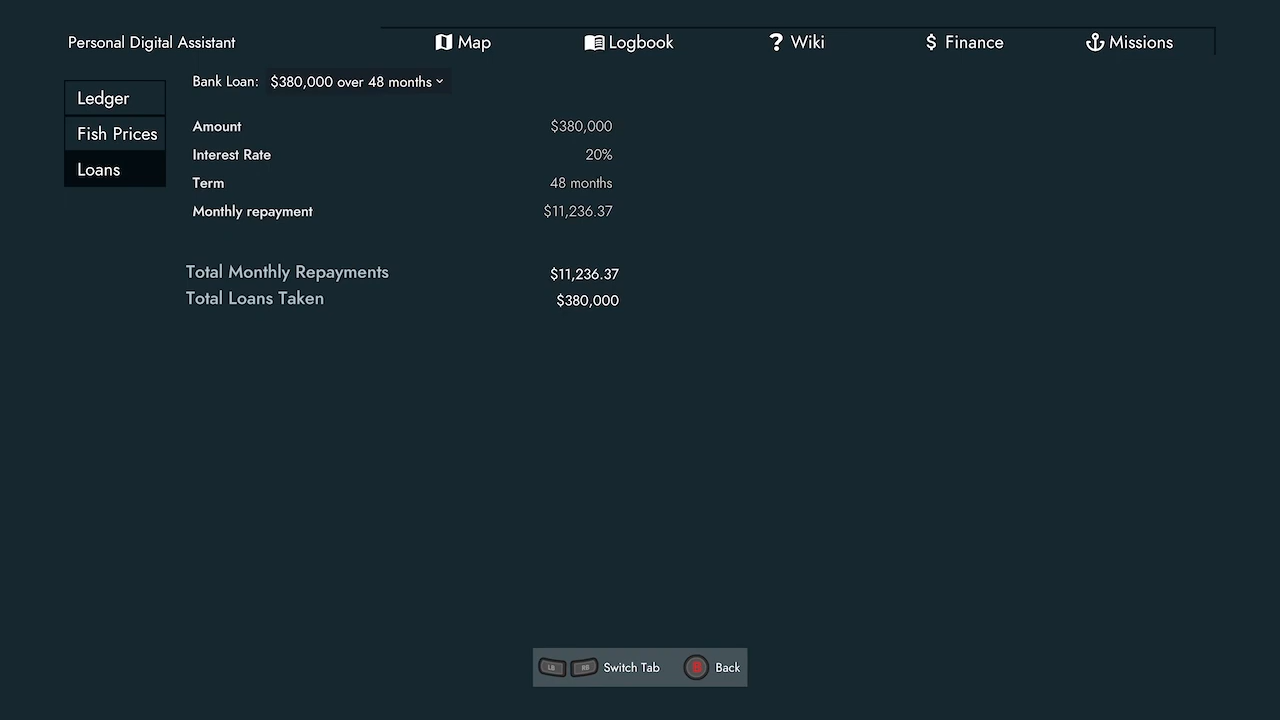 Personal Digital Assistant Map Logbook Wiki Finance Missions
Bank Loan: $380,000 over 48 months
Ledger
Fish Prices
Loans
Amount $380,000
Interest Rate 20%
Term 48 months
Monthly repayment $11,236.37
Total Monthly Repayments $11,236.37
Total Loans Taken $380,000
LB RB Switch Tab B Back